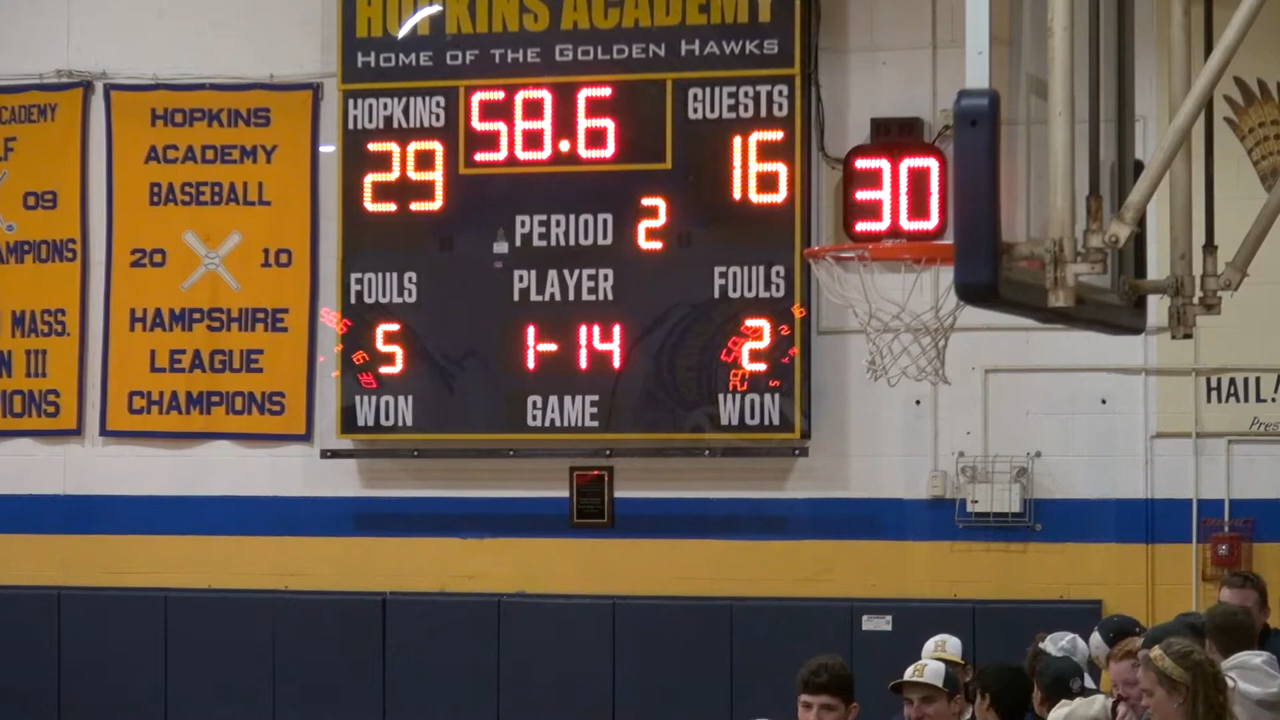 HOPKINS ACADEMY
HOME OF THE GOLDEN HAWKS
HOPKINS 58.6 GUESTS
29 16
PERIOD 2
FOULS PLAYER FOULS
5 1-14 2
WON GAME WON
30
ACADEMY
LF
09
AMPIONS
MASS.
N III
IONS
HOPKINS
ACADEMY
BASEBALL
20 10
HAMPSHIRE
LEAGUE
CHAMPIONS
HAIL!
Pres
H
H